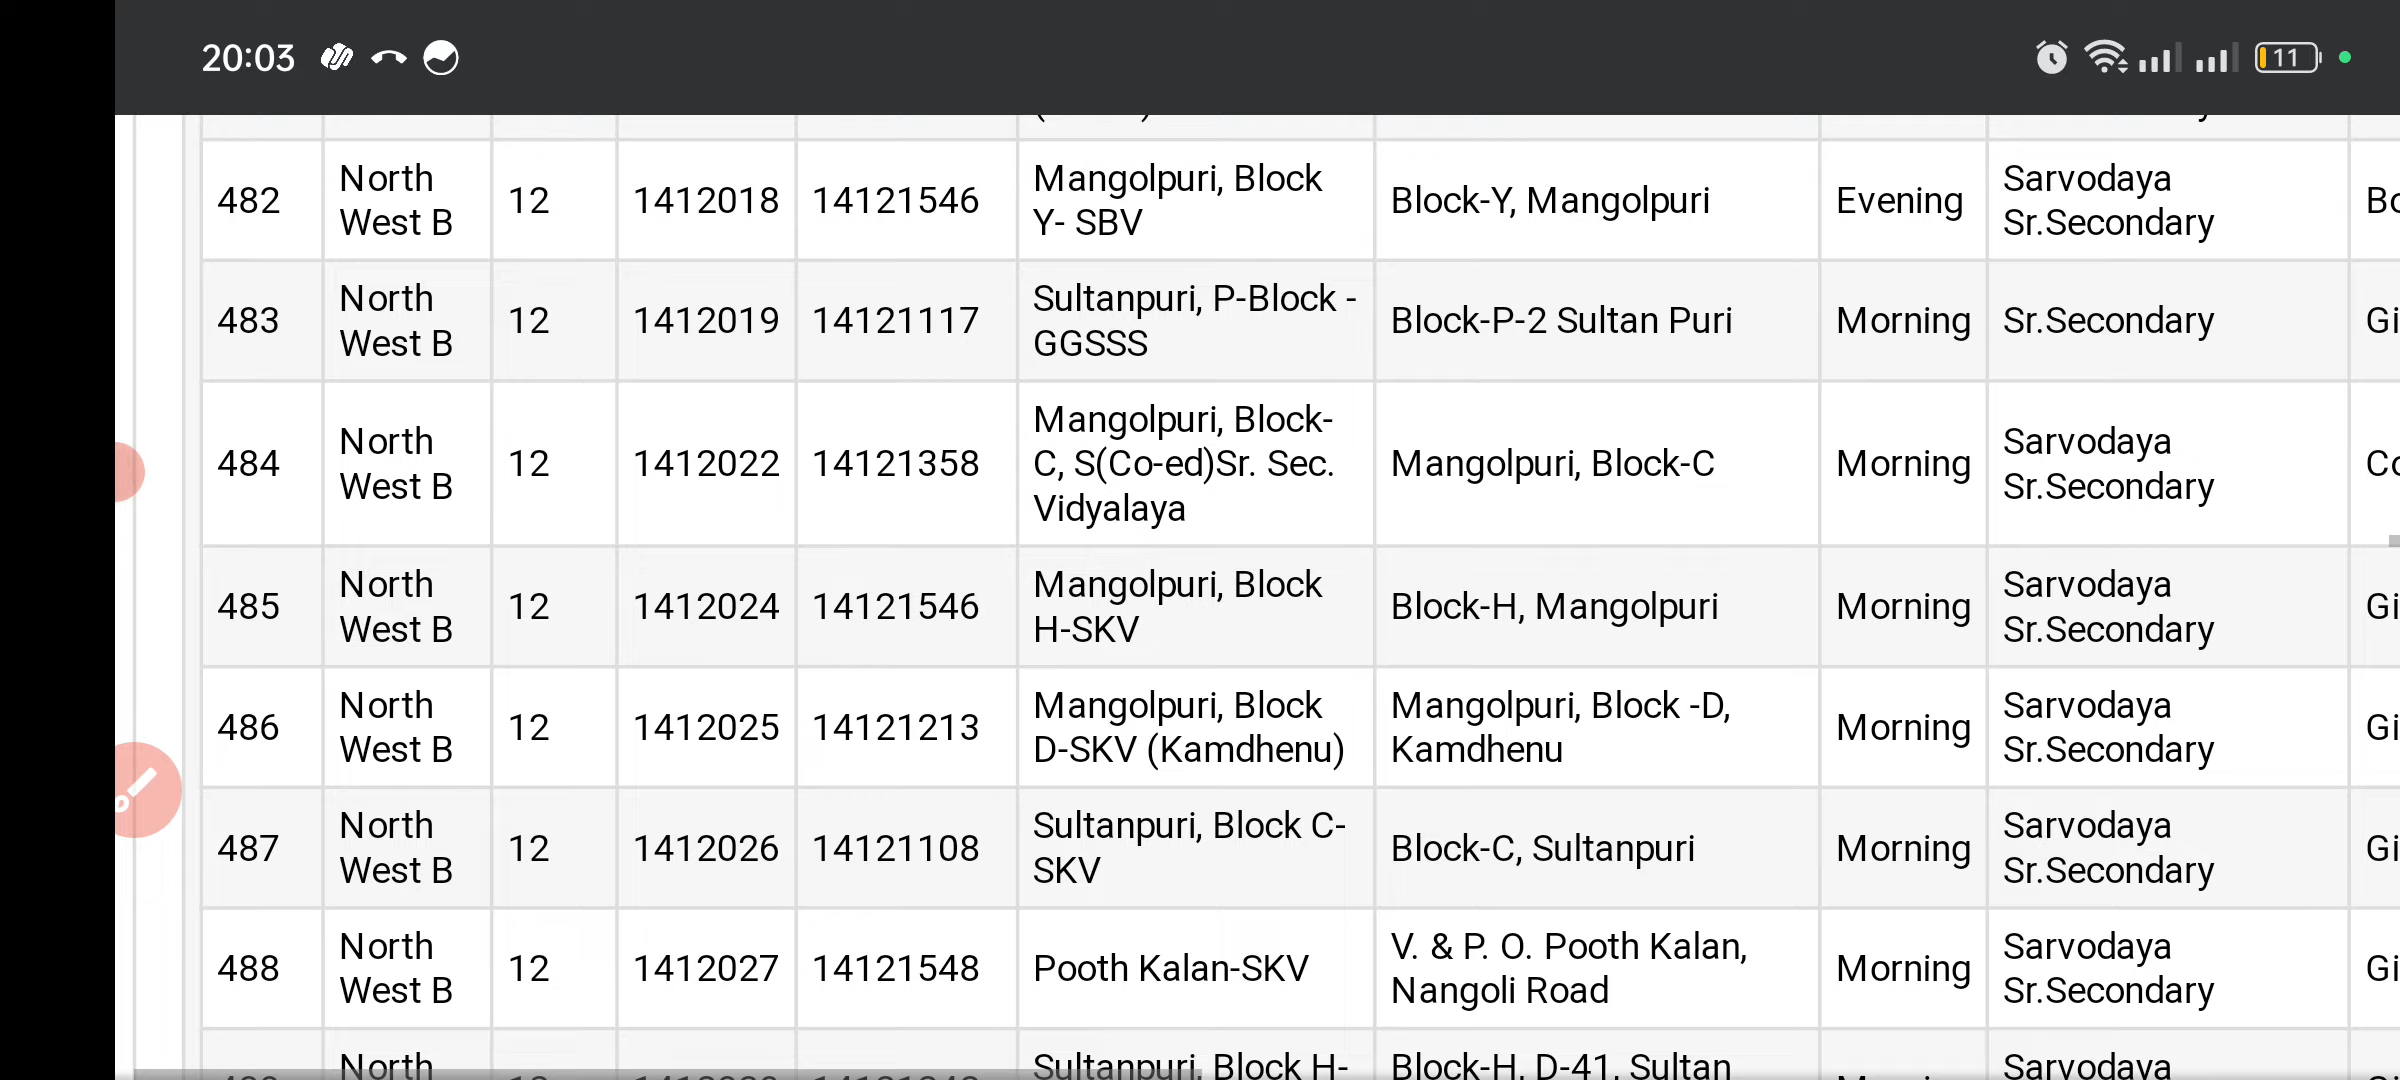 20:03
11
482 North West B 12 1412018 14121546 Mangolpuri, Block Y- SBV Block-Y, Mangolpuri Evening Sarvodaya Sr.Secondary
483 North West B 12 1412019 14121117 Sultanpuri, P-Block - GGSSS Block-P-2 Sultan Puri Morning Sr.Secondary
484 North West B 12 1412022 14121358 Mangolpuri, Block-C, S(Co-ed)Sr. Sec. Vidyalaya Mangolpuri, Block-C Morning Sarvodaya Sr.Secondary
485 North West B 12 1412024 14121546 Mangolpuri, Block H-SKV Block-H, Mangolpuri Morning Sarvodaya Sr.Secondary
486 North West B 12 1412025 14121213 Mangolpuri, Block D-SKV (Kamdhenu) Mangolpuri, Block -D, Kamdhenu Morning Sarvodaya Sr.Secondary
487 North West B 12 1412026 14121108 Sultanpuri, Block C-SKV Block-C, Sultanpuri Morning Sarvodaya Sr.Secondary
488 North West B 12 1412027 14121548 Pooth Kalan-SKV V. & P. O. Pooth Kalan, Nangoli Road Morning Sarvodaya Sr.Secondary
North Sultanpuri, Block H- Block-H, D-41, Sultan Sarvodaya